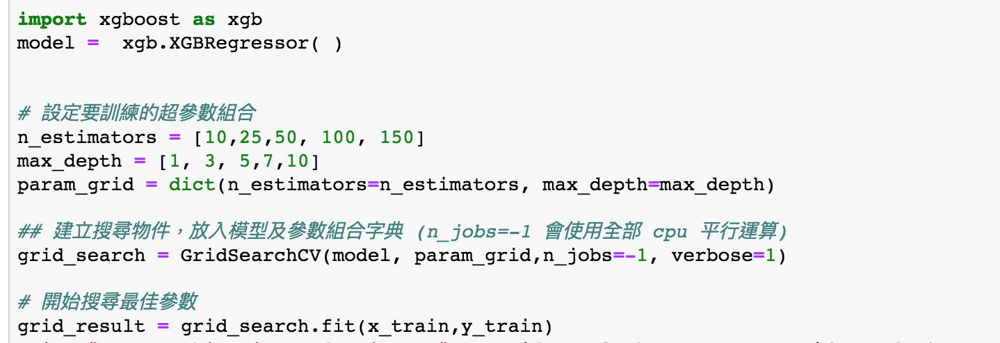 import xgboost as xgb
model =  xgb.XGBRegressor( )
# 設定要訓練的超參數組合
n_estimators = [10,25,50, 100, 150]
max_depth = [1, 3, 5,7,10]
param_grid = dict(n_estimators=n_estimators, max_depth=max_depth)
## 建立搜尋物件，放入模型及參數組合字典 (n_jobs=-1 會使用全部 cpu 平行運算)
grid_search = GridSearchCV(model, param_grid,n_jobs=-1, verbose=1)
# 開始搜尋最佳參數
grid_result = grid_search.fit(x_train,y_train)